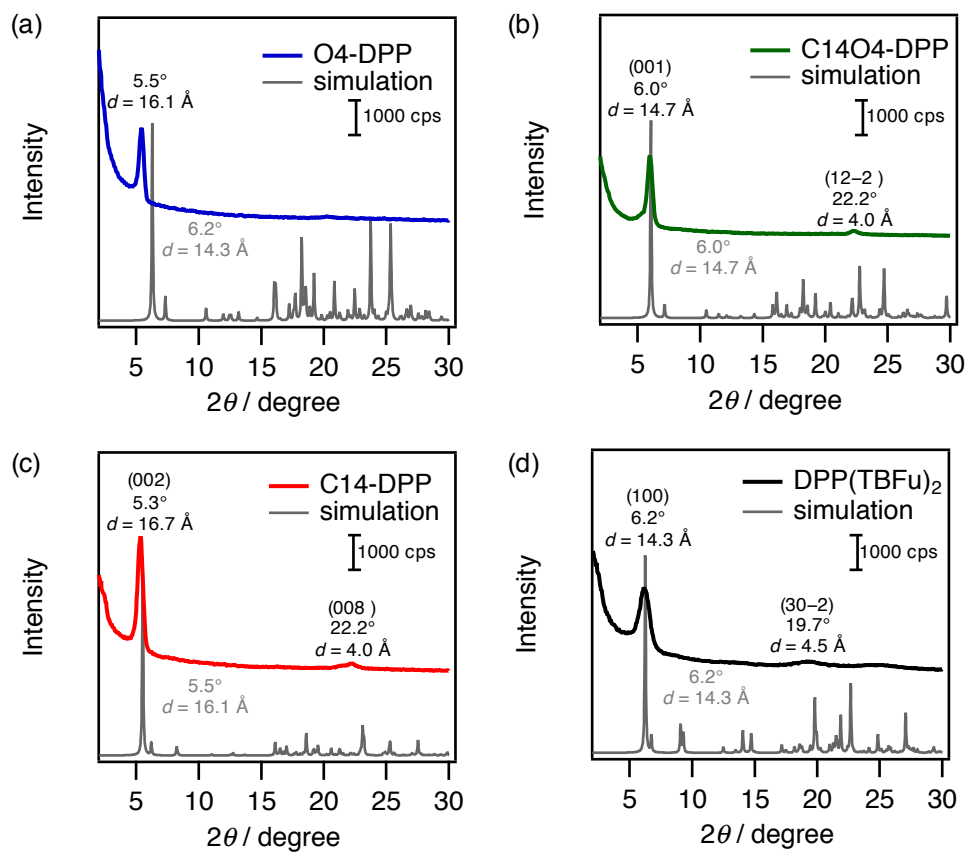 (a)
O4-DPP
simulation
5.5°
d = 16.1 Å
1000 cps
6.2°
d = 14.3 Å
Intensity
5 10 15 20 25 30
2θ / degree
(b)
C14O4-DPP
simulation
(001)
6.0°
d = 14.7 Å
1000 cps
(12−2 )
22.2°
d = 4.0 Å
6.0°
d = 14.7 Å
Intensity
5 10 15 20 25 30
2θ / degree
(c)
C14-DPP
simulation
(002)
5.3°
d = 16.7 Å
1000 cps
(008 )
22.2°
d = 4.0 Å
5.5°
d = 16.1 Å
Intensity
5 10 15 20 25 30
2θ / degree
(d)
DPP(TBFu)2
simulation
(100)
6.2°
d = 14.3 Å
1000 cps
(30−2)
19.7°
d = 4.5 Å
6.2°
d = 14.3 Å
Intensity
5 10 15 20 25 30
2θ / degree